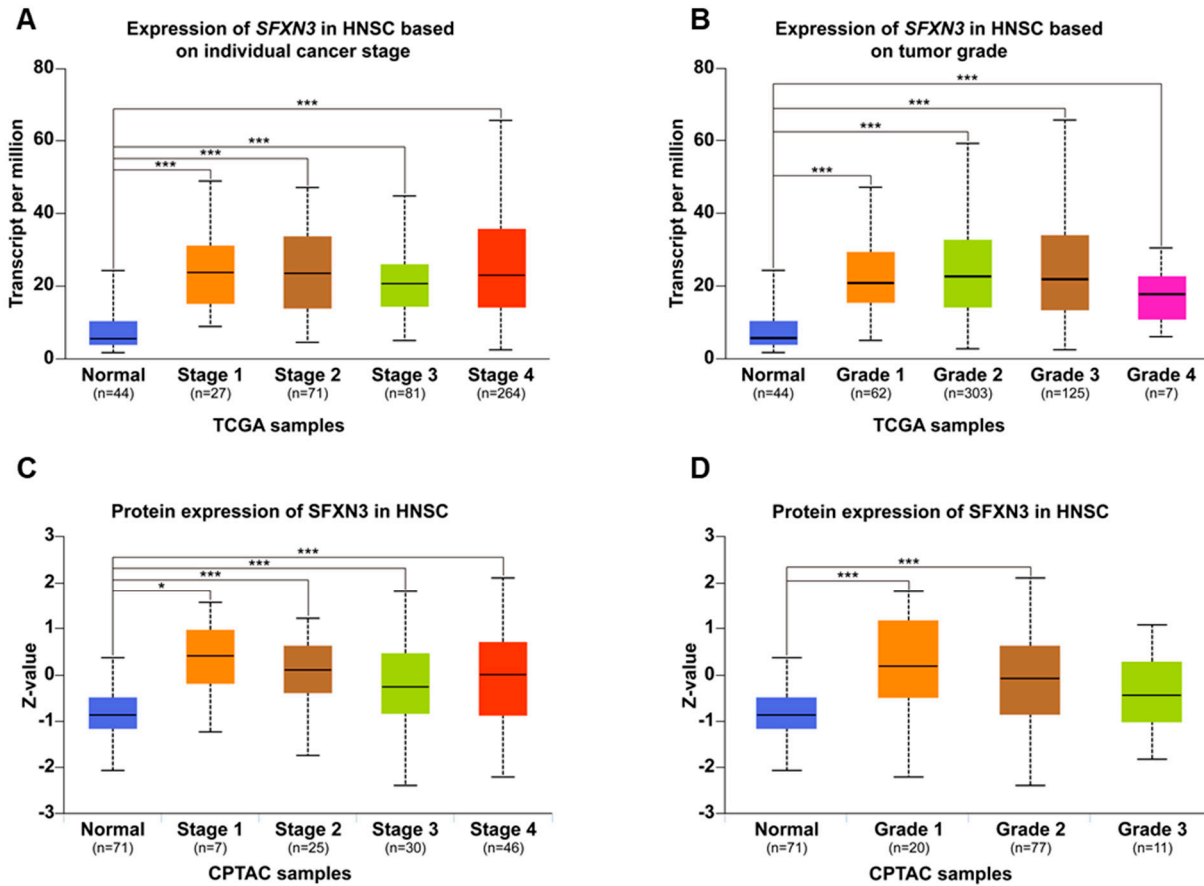 A
Expression of SFXN3 in HNSC based
on individual cancer stage
Transcript per million
80
60
40
20
0
***
***
***
***
Normal Stage 1 Stage 2 Stage 3 Stage 4
(n=44) (n=27) (n=71) (n=81) (n=264)
TCGA samples
B
Expression of SFXN3 in HNSC based
on tumor grade
Transcript per million
80
60
40
20
0
***
***
***
***
Normal Grade 1 Grade 2 Grade 3 Grade 4
(n=44) (n=62) (n=303) (n=125) (n=7)
TCGA samples
C
Protein expression of SFXN3 in HNSC
Z-value
3
2
1
0
-1
-2
-3
***
***
***
*
Normal Stage 1 Stage 2 Stage 3 Stage 4
(n=71) (n=7) (n=25) (n=30) (n=46)
CPTAC samples
D
Protein expression of SFXN3 in HNSC
Z-value
3
2
1
0
-1
-2
-3
***
***
Normal Grade 1 Grade 2 Grade 3
(n=71) (n=20) (n=77) (n=11)
CPTAC samples